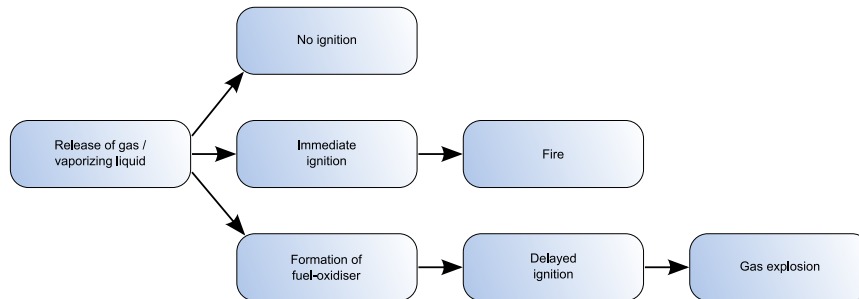 No ignition
Release of gas /
vaporizing liquid
Immediate
ignition
Fire
Formation of
fuel-oxidiser
Delayed
ignition
Gas explosion